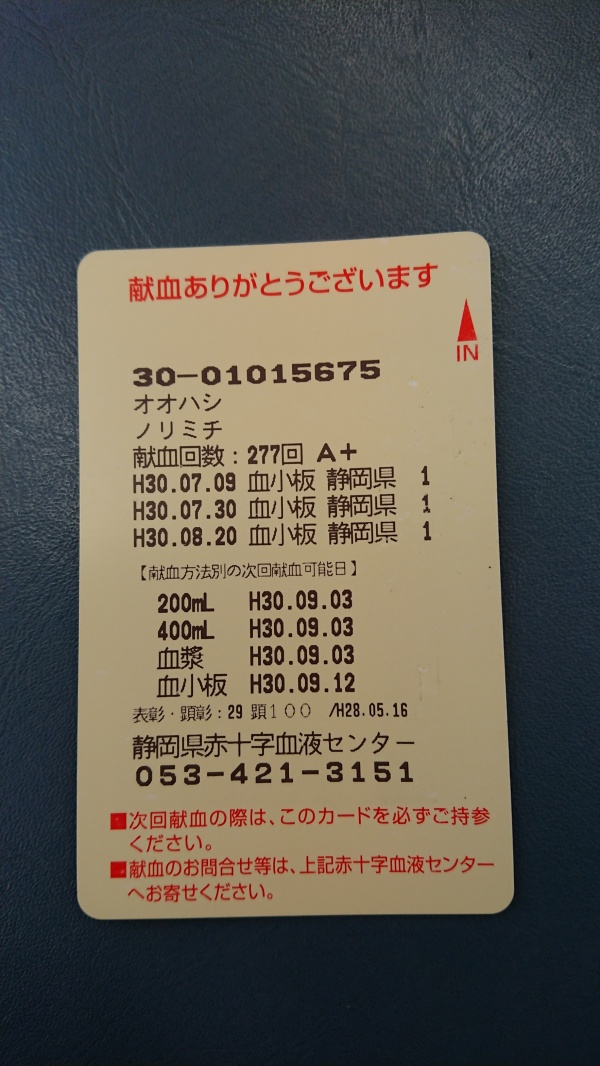 献血ありがとうございます
IN
30-01015675
オオハシ
ノリミチ
献血回数：277回 A+
H30.07.09 血小板 静岡県 1
H30.07.30 血小板 静岡県 1
H30.08.20 血小板 静岡県 1
【献血方法別の次回献血可能日】
200mL H30.09.03
400mL H30.09.03
血漿 H30.09.03
血小板 H30.09.12
表彰・顕彰：29 顕１００ /H28.05.16
静岡県赤十字血液センター
053-421-3151
■次回献血の際は、このカードを必ずご持参
ください。
■献血のお問合せ等は、上記赤十字血液センター
へお寄せください。